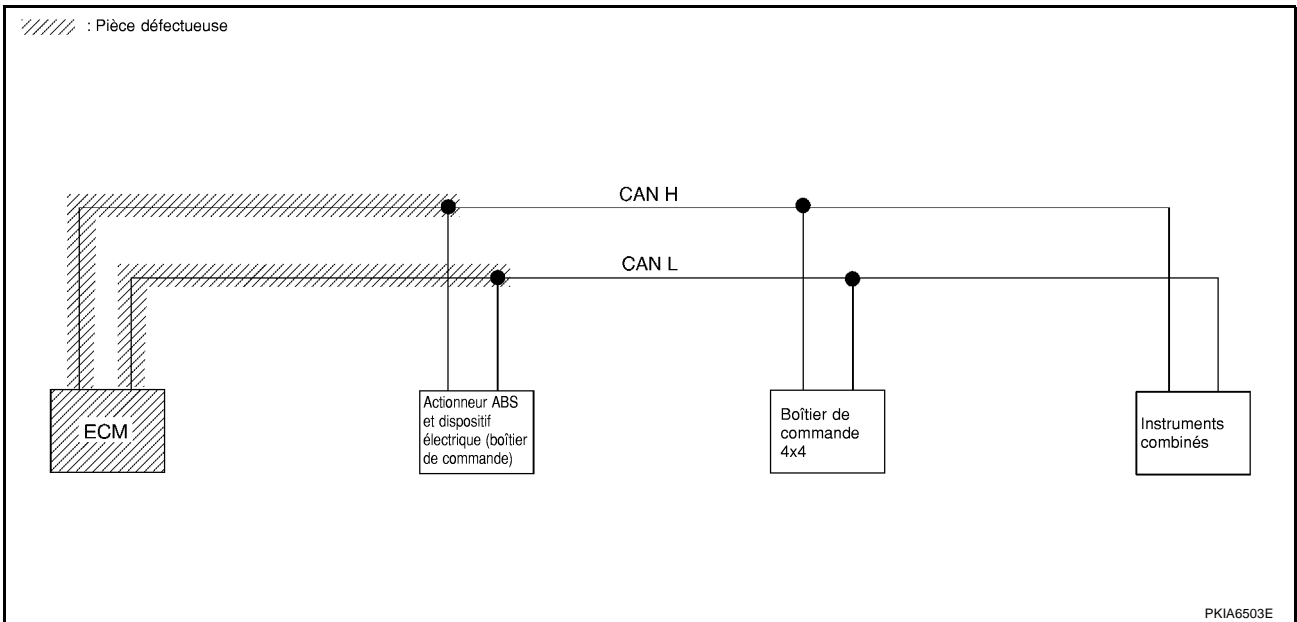 : Pièce défectueuse
CAN H
CAN L
ECM
Actionneur ABS
et dispositif
électrique (boîtier
de commande)
Boîtier de
commande
4x4
Instruments
combinés
PKIA6503E